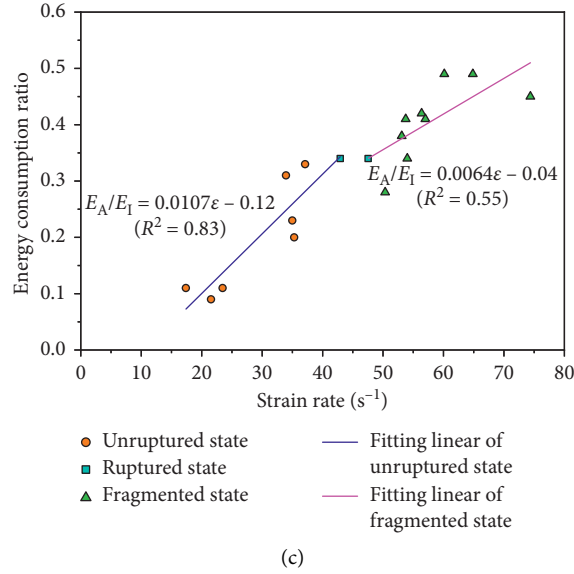 0.6
0.5
0.4
0.3
0.2
0.1
0.0
Energy consumption ratio
E_A/E_I = 0.0107ε – 0.12
(R² = 0.83)
E_A/E_I = 0.0064ε – 0.04
(R² = 0.55)
0 10 20 30 40 50 60 70 80
Strain rate (s⁻¹)
Unruptured state
Ruptured state
Fragmented state
Fitting linear of
unruptured state
Fitting linear of
fragmented state
(c)